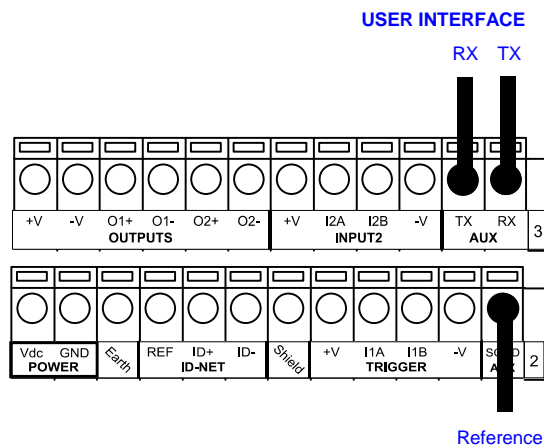 USER INTERFACE
RX TX
+V -V O1+ O1- O2+ O2- +V I2A I2B -V TX RX
OUTPUTS INPUT2 AUX 3
Vdc GND Earth REF ID+ ID- Shield +V I1A I1B -V
POWER ID-NET TRIGGER 2
Reference